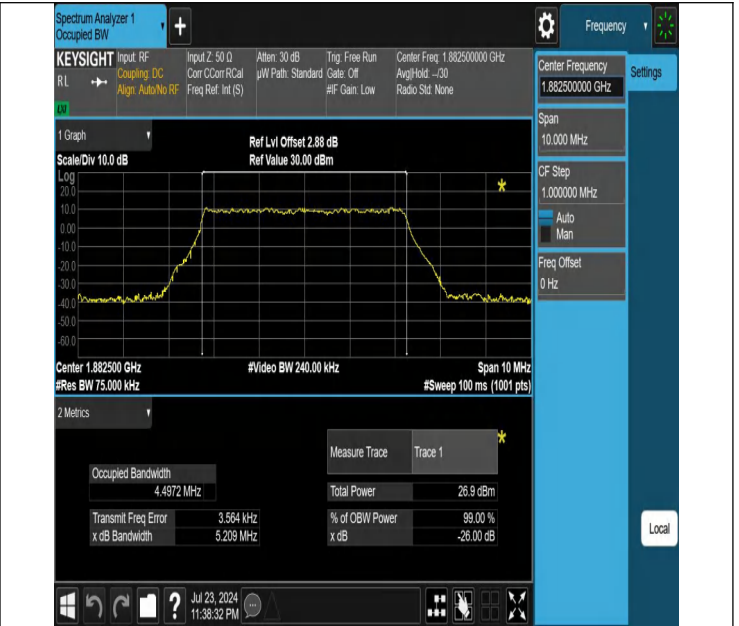 Spectrum Analyzer 1
Occupied BW
+
Frequency
KEYSIGHT
RL
Input: RF
Coupling: DC
Align: Auto/No RF
Input Z: 50 Ω
Corr CCorr RCal
Freq Ref: Int (S)
Atten: 30 dB
µW Path: Standard
Trig: Free Run
Gate: Off
#IF Gain: Low
Center Freq: 1.882500000 GHz
Avg|Hold: --/30
Radio Std: None
Center Frequency
1.882500000 GHz
Settings
Span
10.000 MHz
CF Step
1.000000 MHz
Auto
Man
Freq Offset
0 Hz
1 Graph
Scale/Div 10.0 dB
Ref Lvl Offset 2.88 dB
Ref Value 30.00 dBm
Log
20.0
10.0
0.00
-10.0
-20.0
-30.0
-40.0
-50.0
-60.0
Center 1.882500 GHz
#Video BW 240.00 kHz
Span 10 MHz
#Res BW 75.000 kHz
#Sweep 100 ms (1001 pts)
2 Metrics
Measure Trace Trace 1
Occupied Bandwidth
4.4972 MHz
Total Power 26.9 dBm
Transmit Freq Error 3.564 kHz
% of OBW Power 99.00 %
x dB Bandwidth 5.209 MHz
x dB -26.00 dB
Local
?
Jul 23, 2024
11:38:32 PM